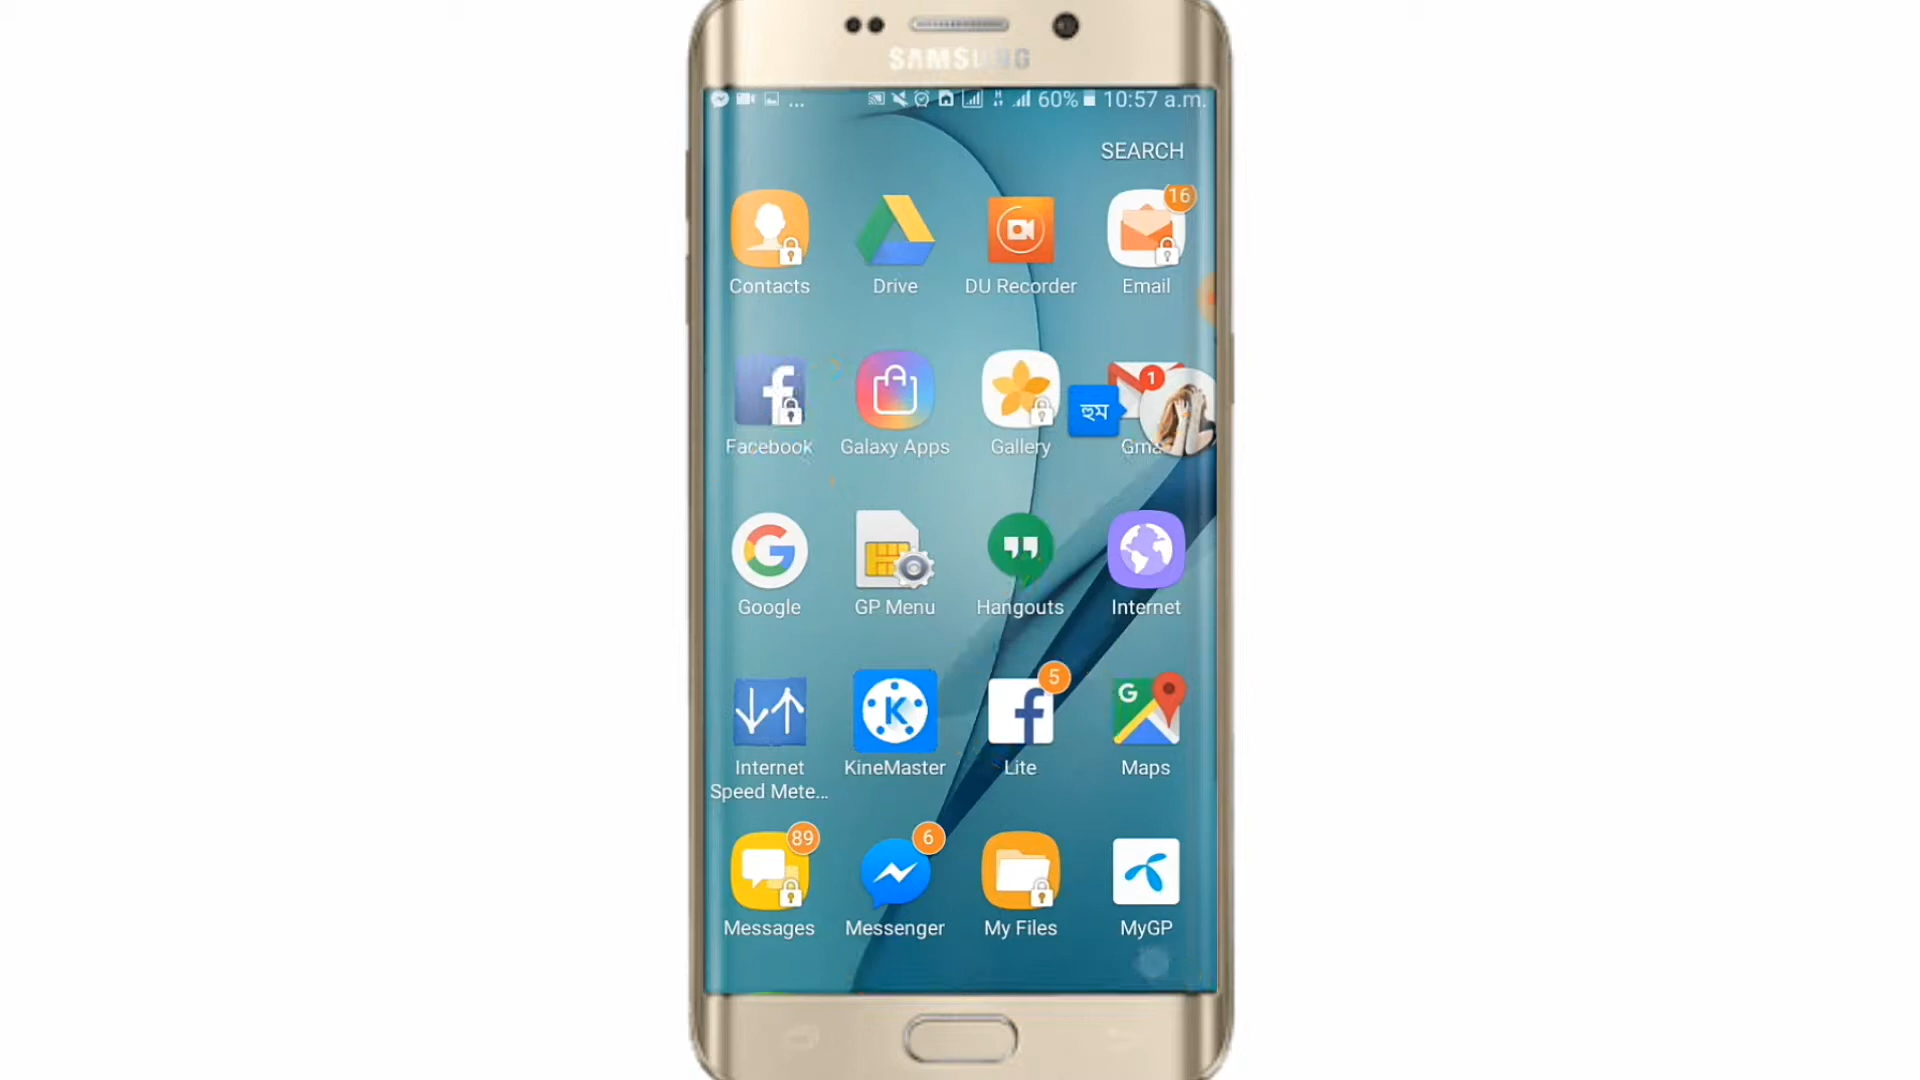 SAMSUNG
... 60% 10:57 a.m.
SEARCH
16
Contacts Drive DU Recorder Email
1
হুম
Facebook Galaxy Apps Gallery Gma
Google GP Menu Hangouts Internet
5
Internet KineMaster Lite Maps
Speed Mete...
89 6
Messages Messenger My Files MyGP